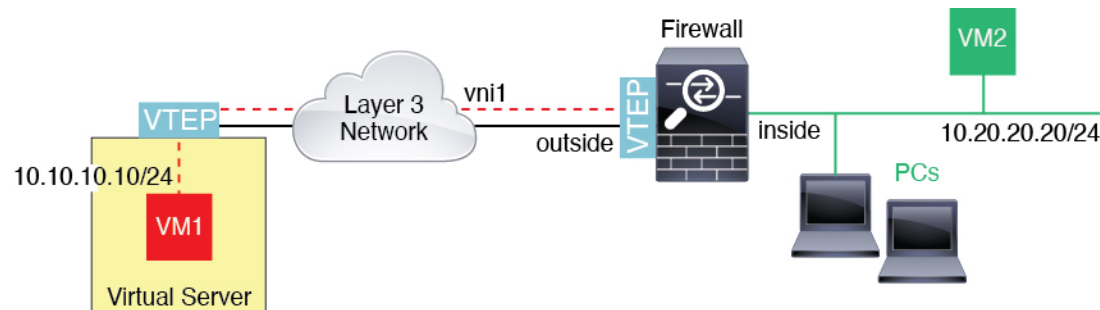 Firewall
VM2
VTEP
Layer 3
Network
vni1
outside
VTEP
inside
10.20.20.20/24
10.10.10.10/24
VM1
PCs
Virtual Server